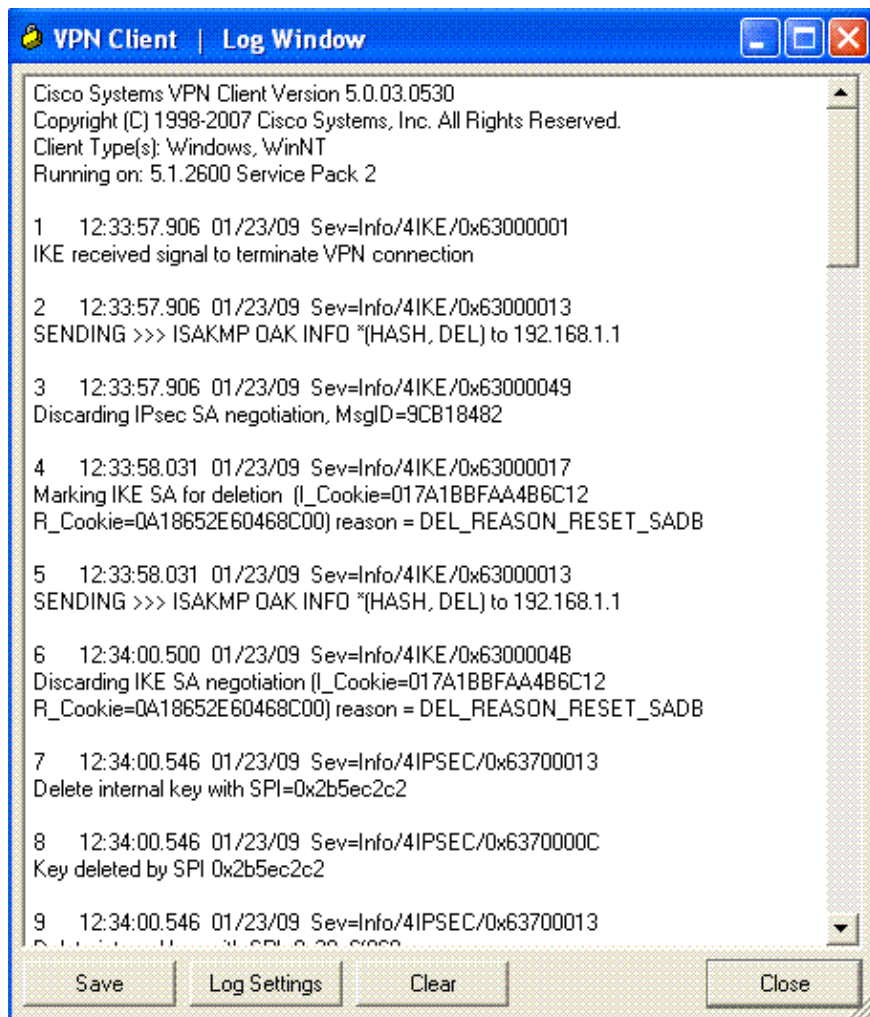 VPN Client | Log Window
Cisco Systems VPN Client Version 5.0.03.0530
Copyright (C) 1998-2007 Cisco Systems, Inc. All Rights Reserved.
Client Type(s): Windows, WinNT
Running on: 5.1.2600 Service Pack 2
1 12:33:57.906 01/23/09 Sev=Info/4IKE/0x63000001
IKE received signal to terminate VPN connection
2 12:33:57.906 01/23/09 Sev=Info/4IKE/0x63000013
SENDING >>> ISAKMP OAK INFO *(HASH, DEL) to 192.168.1.1
3 12:33:57.906 01/23/09 Sev=Info/4IKE/0x63000049
Discarding IPsec SA negotiation, MsgID=9CB18482
4 12:33:58.031 01/23/09 Sev=Info/4IKE/0x63000017
Marking IKE SA for deletion (I_Cookie=017A1BBFAA4B6C12
R_Cookie=0A18652E60468C00) reason = DEL_REASON_RESET_SADB
5 12:33:58.031 01/23/09 Sev=Info/4IKE/0x63000013
SENDING >>> ISAKMP OAK INFO *(HASH, DEL) to 192.168.1.1
6 12:34:00.500 01/23/09 Sev=Info/4IKE/0x6300004B
Discarding IKE SA negotiation (I_Cookie=017A1BBFAA4B6C12
R_Cookie=0A18652E60468C00) reason = DEL_REASON_RESET_SADB
7 12:34:00.546 01/23/09 Sev=Info/4IPSEC/0x63700013
Delete internal key with SPI=0x2b5ec2c2
8 12:34:00.546 01/23/09 Sev=Info/4IPSEC/0x6370000C
Key deleted by SPI 0x2b5ec2c2
9 12:34:00.546 01/23/09 Sev=Info/4IPSEC/0x63700013
Save Log Settings Clear Close